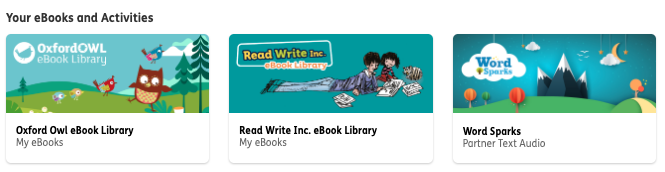 Your eBooks and Activities
OxfordOWL
eBook Library
Read Write Inc.
eBook Library
Word
Sparks
Oxford Owl eBook Library
My eBooks
Read Write Inc. eBook Library
My eBooks
Word Sparks
Partner Text Audio